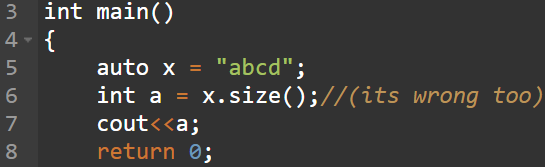 3 int main()
4 {
5 auto x = "abcd";
6 int a = x.size();//(its wrong too)
7 cout<<a;
8 return 0;